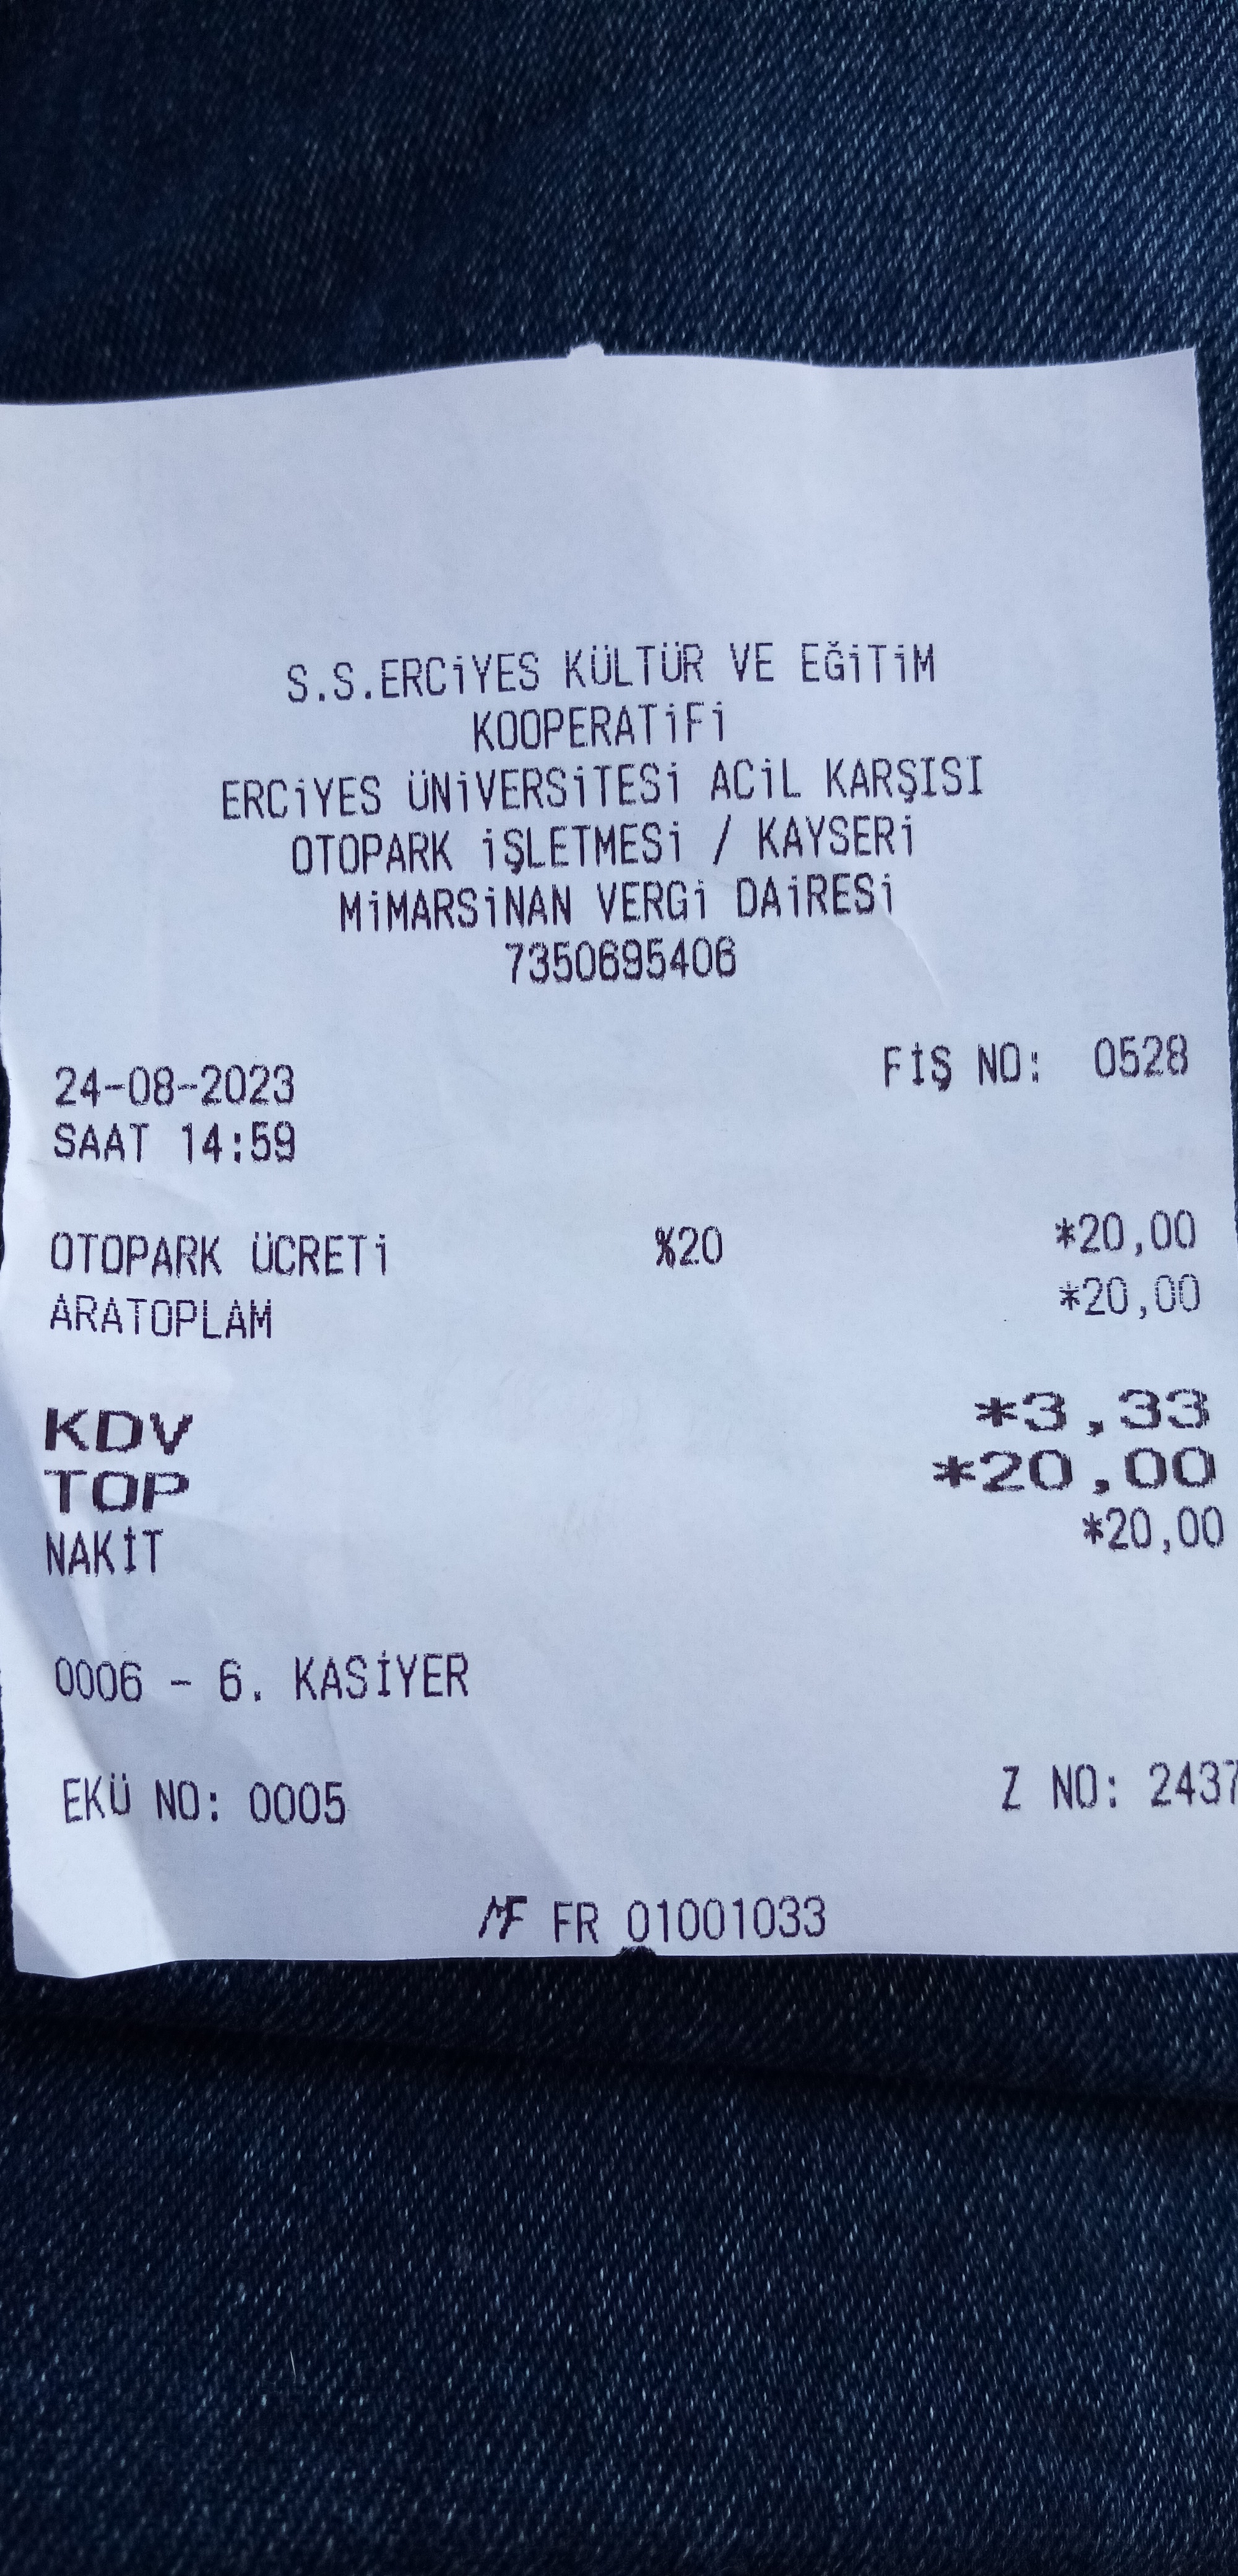 S.S.ERCiYES KÜLTÜR VE EĞiTiM
KOOPERATiFi
ERCiYES ÜNiVERSiTESi ACiL KARŞISI
OTOPARK iŞLETMESi / KAYSERi
MiMARSiNAN VERGi DAiRESi
7350695406
24-08-2023 FİŞ NO: 0528
SAAT 14:59
OTOPARK ÜCRETi %20 *20,00
ARATOPLAM *20,00
KDV *3,33
TOP *20,00
NAKİT *20,00
0006 - 6. KASİYER
EKÜ NO: 0005 Z NO: 2437
MF FR 01001033